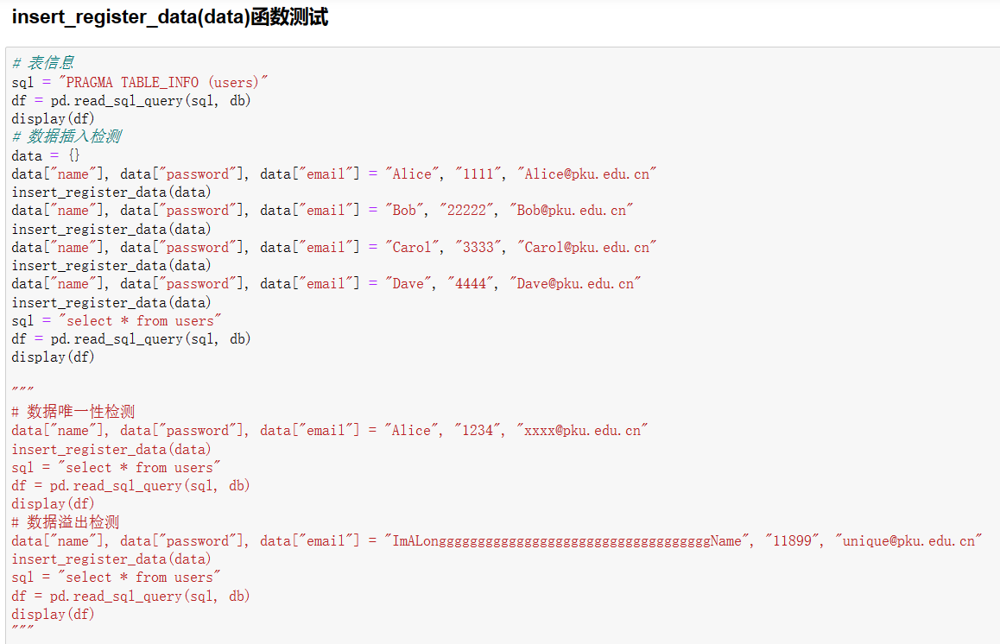 insert_register_data(data)函数测试
# 表信息
sql = "PRAGMA TABLE_INFO (users)"
df = pd.read_sql_query(sql, db)
display(df)
# 数据插入检测
data = {}
data["name"], data["password"], data["email"] = "Alice", "1111", "Alice@pku.edu.cn"
insert_register_data(data)
data["name"], data["password"], data["email"] = "Bob", "22222", "Bob@pku.edu.cn"
insert_register_data(data)
data["name"], data["password"], data["email"] = "Carol", "3333", "Carol@pku.edu.cn"
insert_register_data(data)
data["name"], data["password"], data["email"] = "Dave", "4444", "Dave@pku.edu.cn"
insert_register_data(data)
sql = "select * from users"
df = pd.read_sql_query(sql, db)
display(df)
"""
# 数据唯一性检测
data["name"], data["password"], data["email"] = "Alice", "1234", "xxxx@pku.edu.cn"
insert_register_data(data)
sql = "select * from users"
df = pd.read_sql_query(sql, db)
display(df)
# 数据溢出检测
data["name"], data["password"], data["email"] = "ImALongggggggggggggggggggggggggggggggggggName", "11899", "unique@pku.edu.cn"
insert_register_data(data)
sql = "select * from users"
df = pd.read_sql_query(sql, db)
display(df)
"""